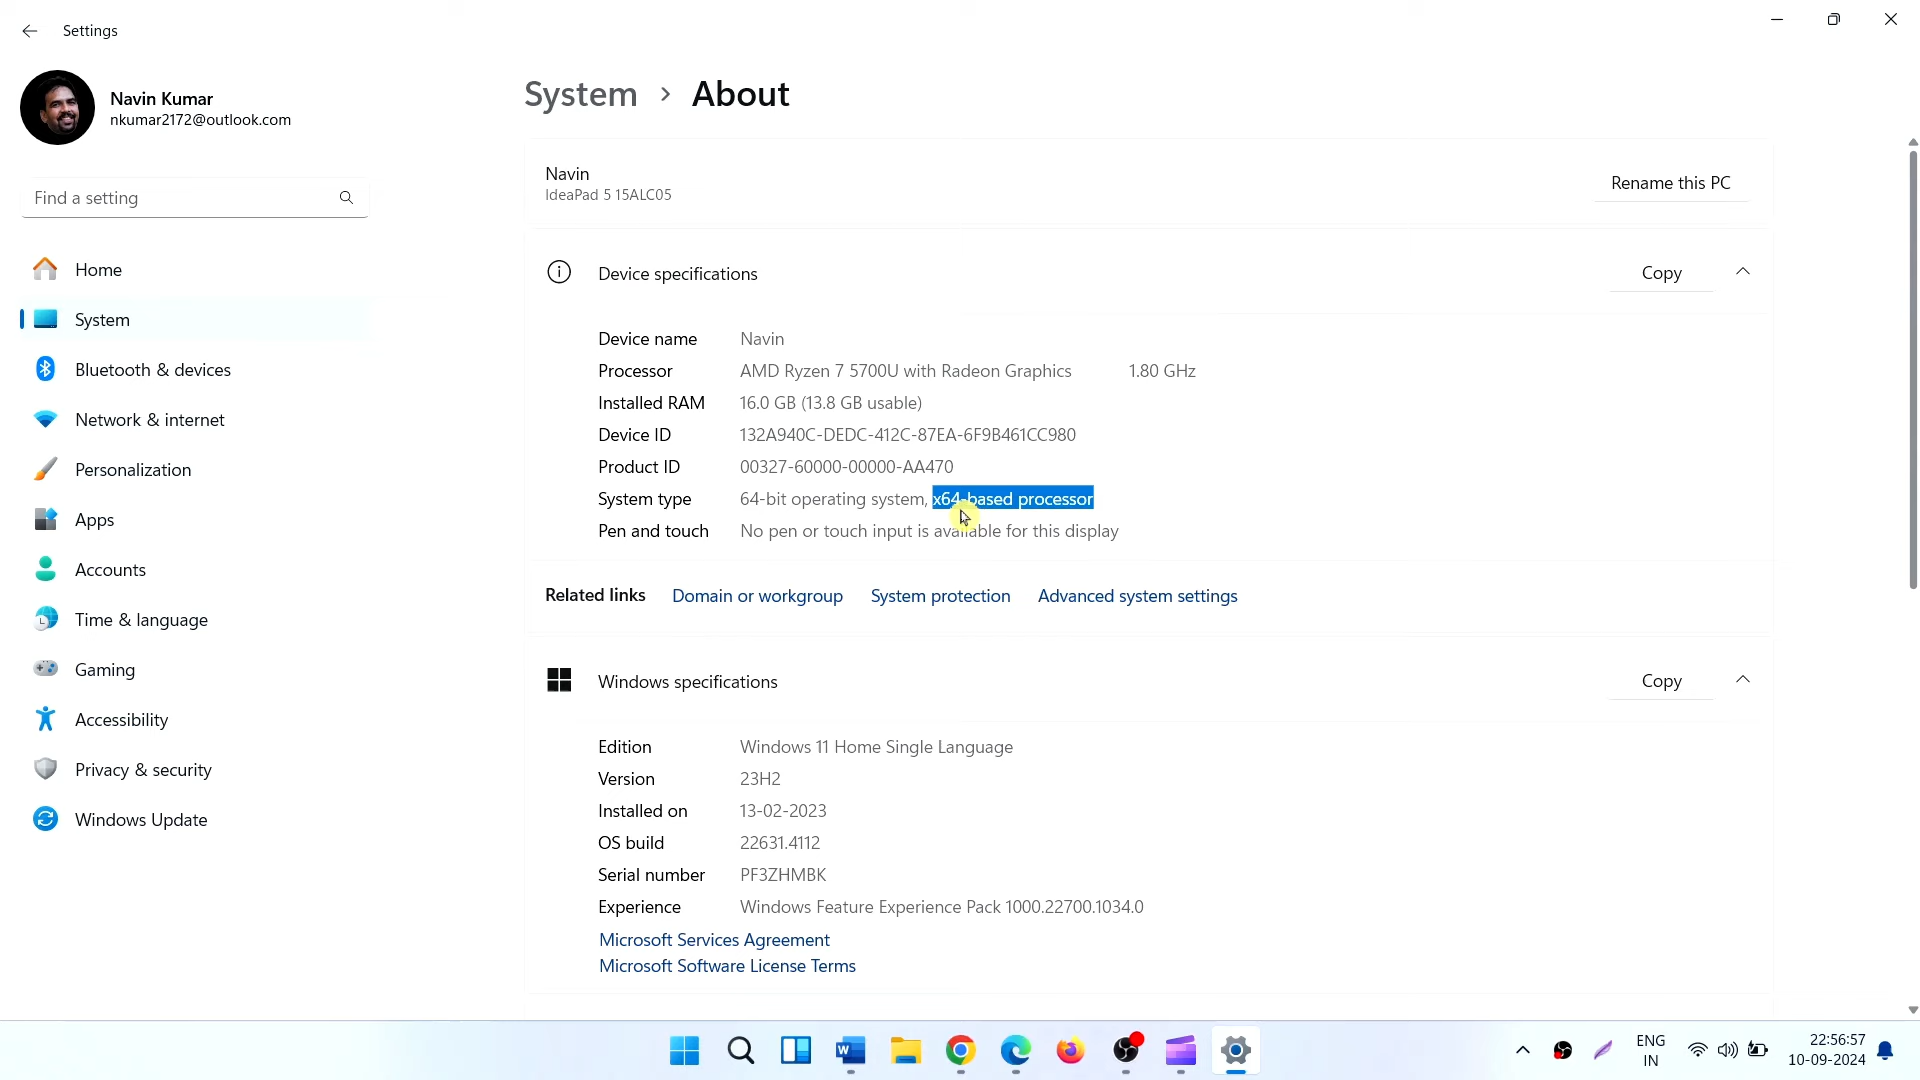 Settings
Navin Kumar
nkumar2172@outlook.com
Find a setting
Home
System
Bluetooth & devices
Network & internet
Personalization
Apps
Accounts
Time & language
Gaming
Accessibility
Privacy & security
Windows Update
System > About
Navin
IdeaPad 5 15ALC05
Rename this PC
Device specifications
Copy
Device name Navin
Processor AMD Ryzen 7 5700U with Radeon Graphics 1.80 GHz
Installed RAM 16.0 GB (13.8 GB usable)
Device ID 132A940C-DEDC-412C-87EA-6F9B461CC980
Product ID 00327-60000-00000-AA470
System type 64-bit operating system, x64-based processor
Pen and touch No pen or touch input is available for this display
Related links Domain or workgroup System protection Advanced system settings
Windows specifications
Copy
Edition Windows 11 Home Single Language
Version 23H2
Installed on 13-02-2023
OS build 22631.4112
Serial number PF3ZHMBK
Experience Windows Feature Experience Pack 1000.22700.1034.0
Microsoft Services Agreement
Microsoft Software License Terms
W
ENG
IN
22:56:57
10-09-2024